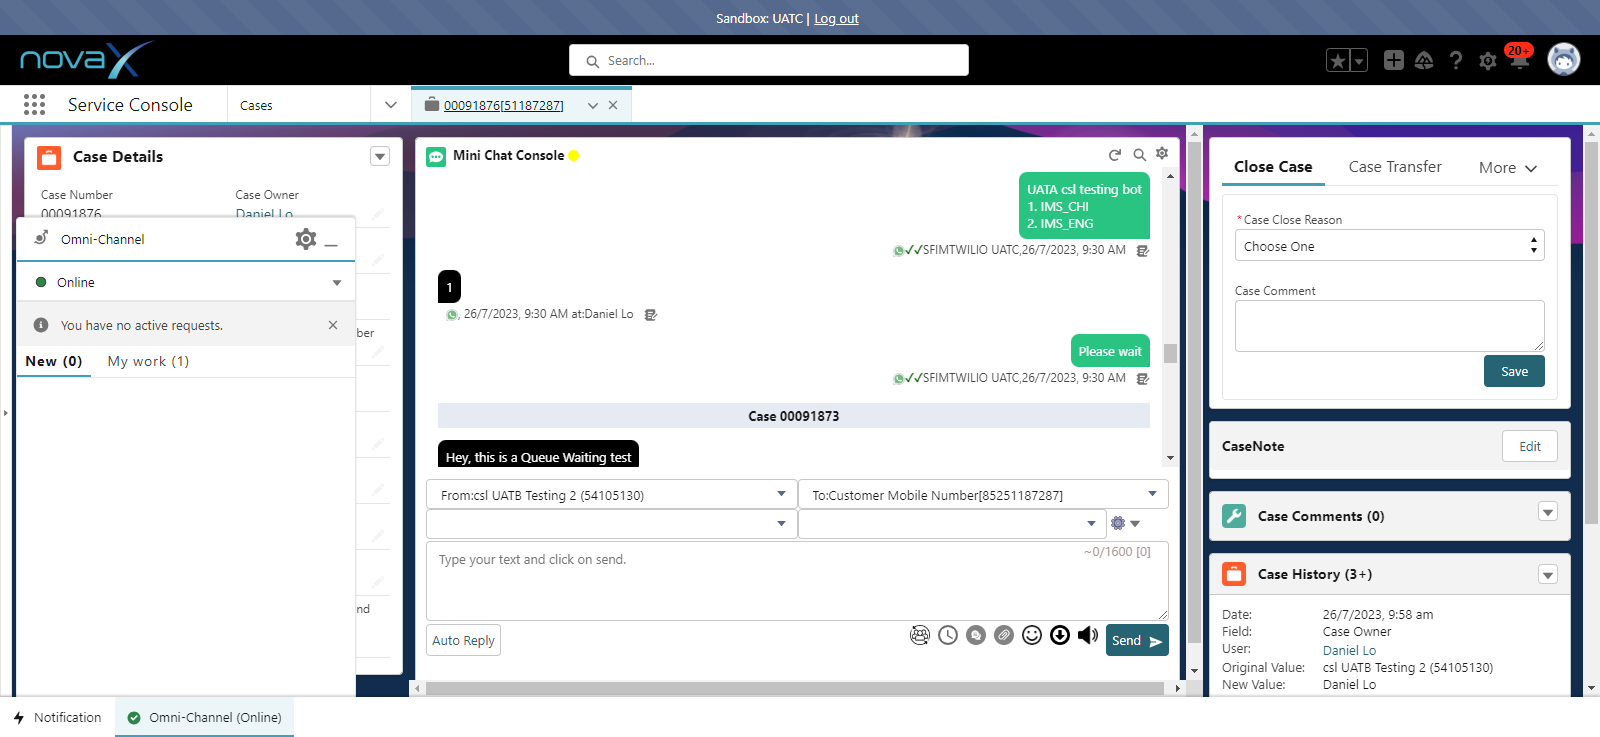 Sandbox: UATC | Log out
novaX
Search...
20+
Service Console
Cases
00091876[51187287]
Case Details
Case Number
Case Owner
00091876
Daniel Lo
Omni-Channel
Online
You have no active requests.
New (0)
My work (1)
ber
nd
Mini Chat Console
UATA csl testing bot
1. IMS_CHI
2. IMS_ENG
✓✓SFIMTWILIO UATC,26/7/2023, 9:30 AM
1
, 26/7/2023, 9:30 AM at:Daniel Lo
Please wait
✓✓SFIMTWILIO UATC,26/7/2023, 9:30 AM
Case 00091873
Hey, this is a Queue Waiting test
From:csl UATB Testing 2 (54105130)
To:Customer Mobile Number[85251187287]
Type your text and click on send.
~0/1600 [0]
Auto Reply
Send
Close Case
Case Transfer
More
*Case Close Reason
Choose One
Case Comment
Save
CaseNote
Edit
Case Comments (0)
Case History (3+)
Date: 26/7/2023, 9:58 am
Field: Case Owner
User: Daniel Lo
Original Value: csl UATB Testing 2 (54105130)
New Value: Daniel Lo
Notification
Omni-Channel (Online)